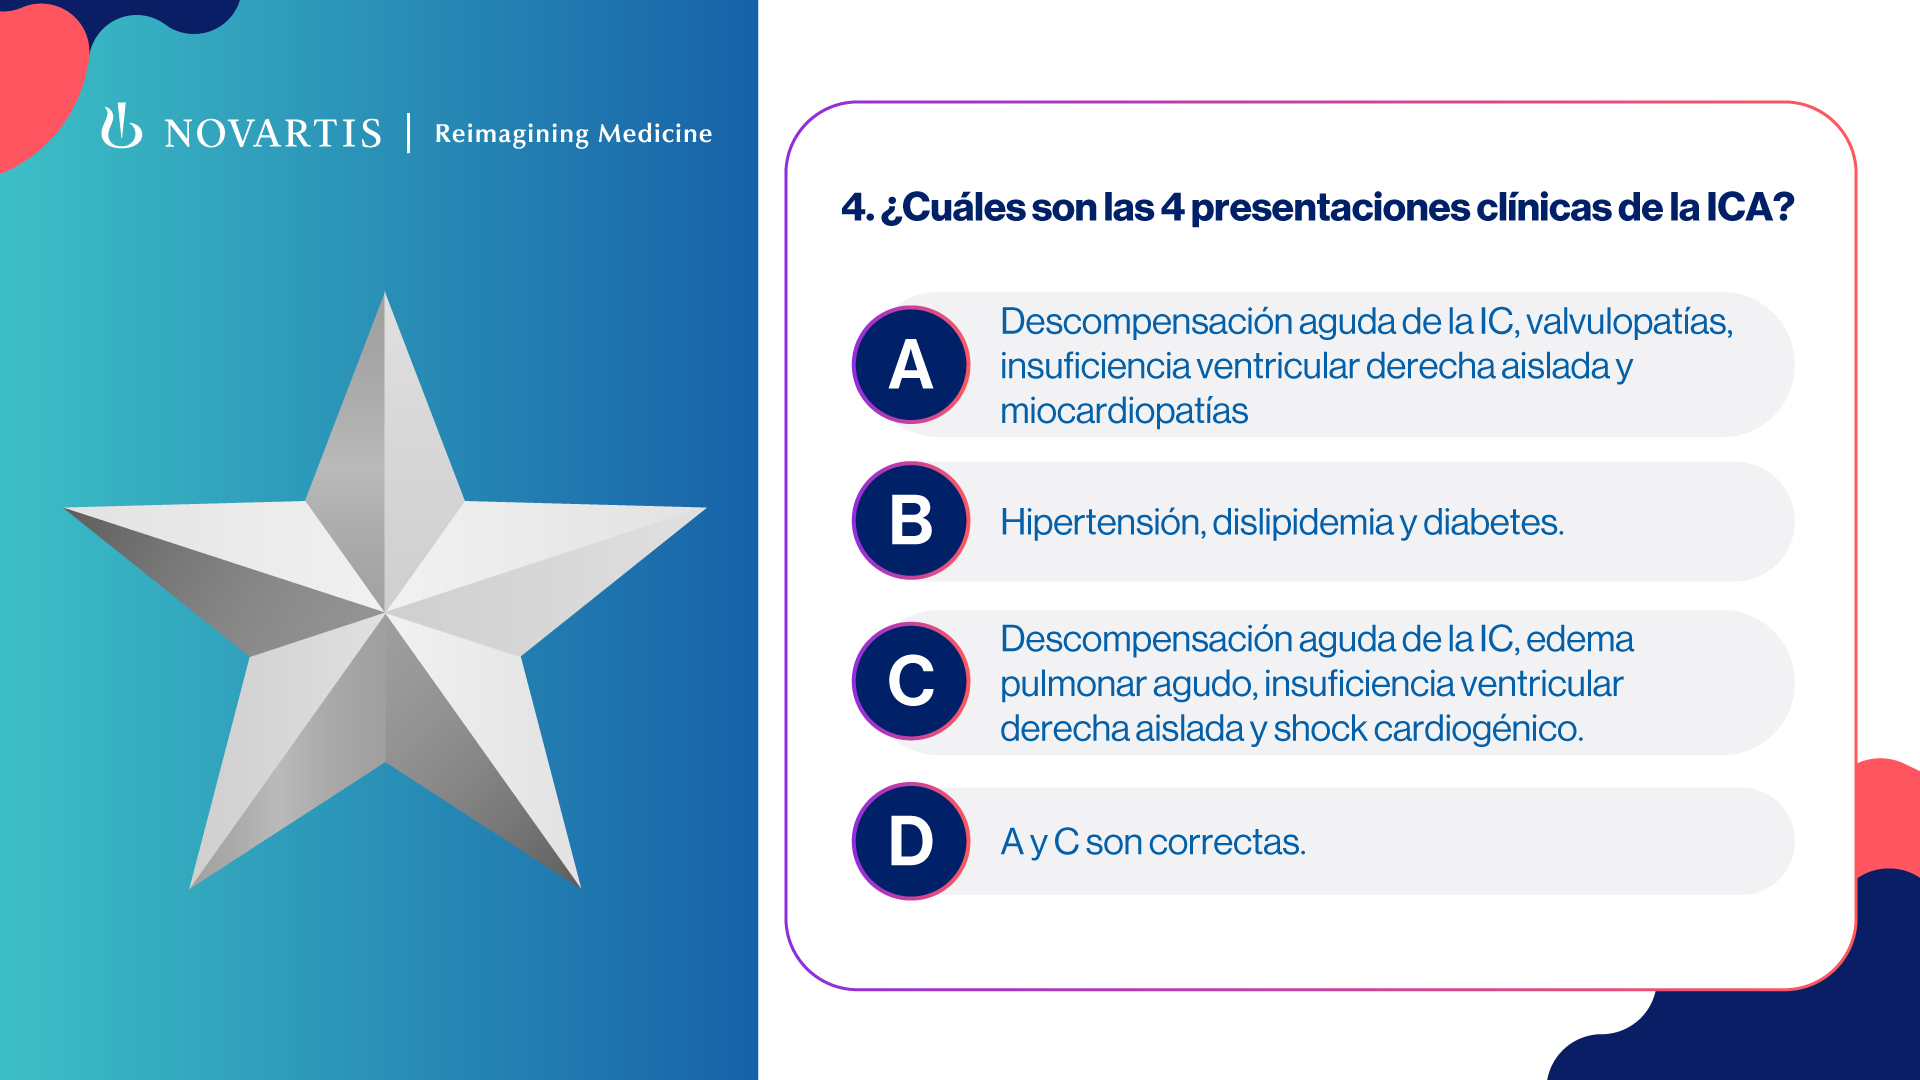 NOVARTIS | Reimagining Medicine
4. ¿Cuáles son las 4 presentaciones clínicas de la ICA?
A
Descompensación aguda de la IC, valvulopatías,
insuficiencia ventricular derecha aislada y
miocardiopatías
B
Hipertensión, dislipidemia y diabetes.
C
Descompensación aguda de la IC, edema
pulmonar agudo, insuficiencia ventricular
derecha aislada y shock cardiogénico.
D
A y C son correctas.